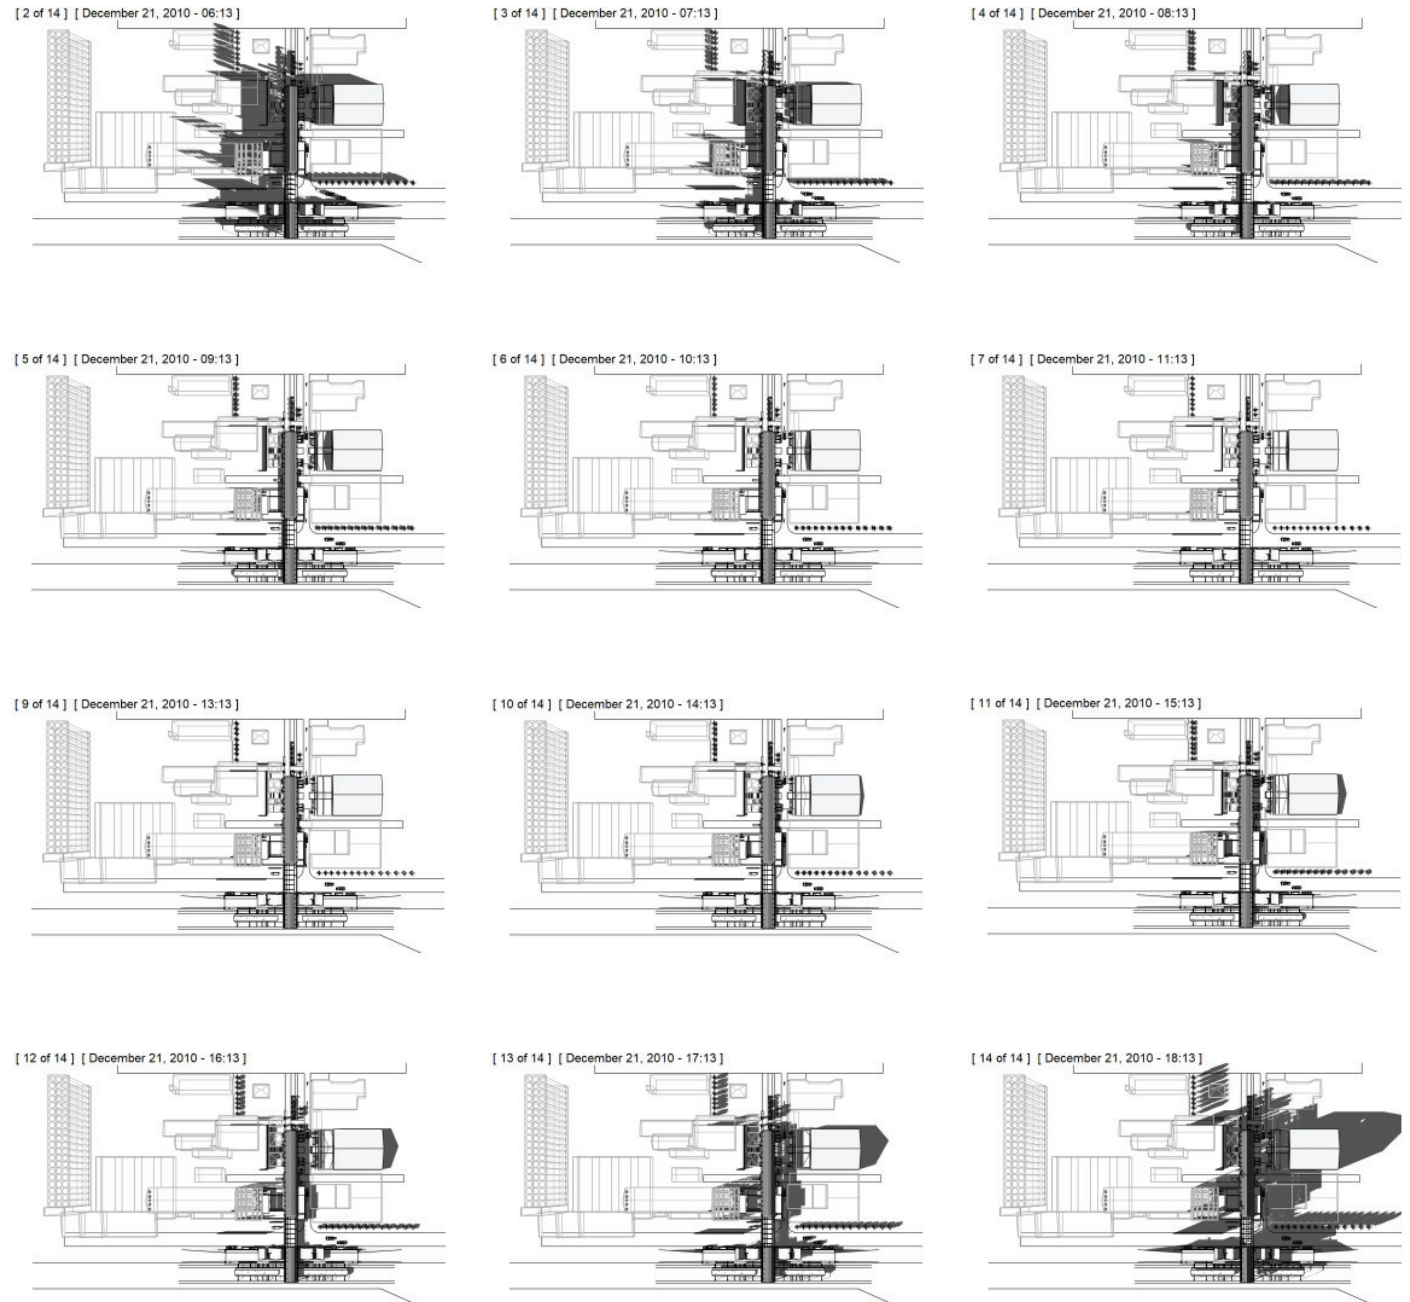 [ 2 of 14 ] [ December 21, 2010 - 06:13 ]
[ 3 of 14 ] [ December 21, 2010 - 07:13 ]
[ 4 of 14 ] [ December 21, 2010 - 08:13 ]
[ 5 of 14 ] [ December 21, 2010 - 09:13 ]
[ 6 of 14 ] [ December 21, 2010 - 10:13 ]
[ 7 of 14 ] [ December 21, 2010 - 11:13 ]
[ 9 of 14 ] [ December 21, 2010 - 13:13 ]
[ 10 of 14 ] [ December 21, 2010 - 14:13 ]
[ 11 of 14 ] [ December 21, 2010 - 15:13 ]
[ 12 of 14 ] [ December 21, 2010 - 16:13 ]
[ 13 of 14 ] [ December 21, 2010 - 17:13 ]
[ 14 of 14 ] [ December 21, 2010 - 18:13 ]